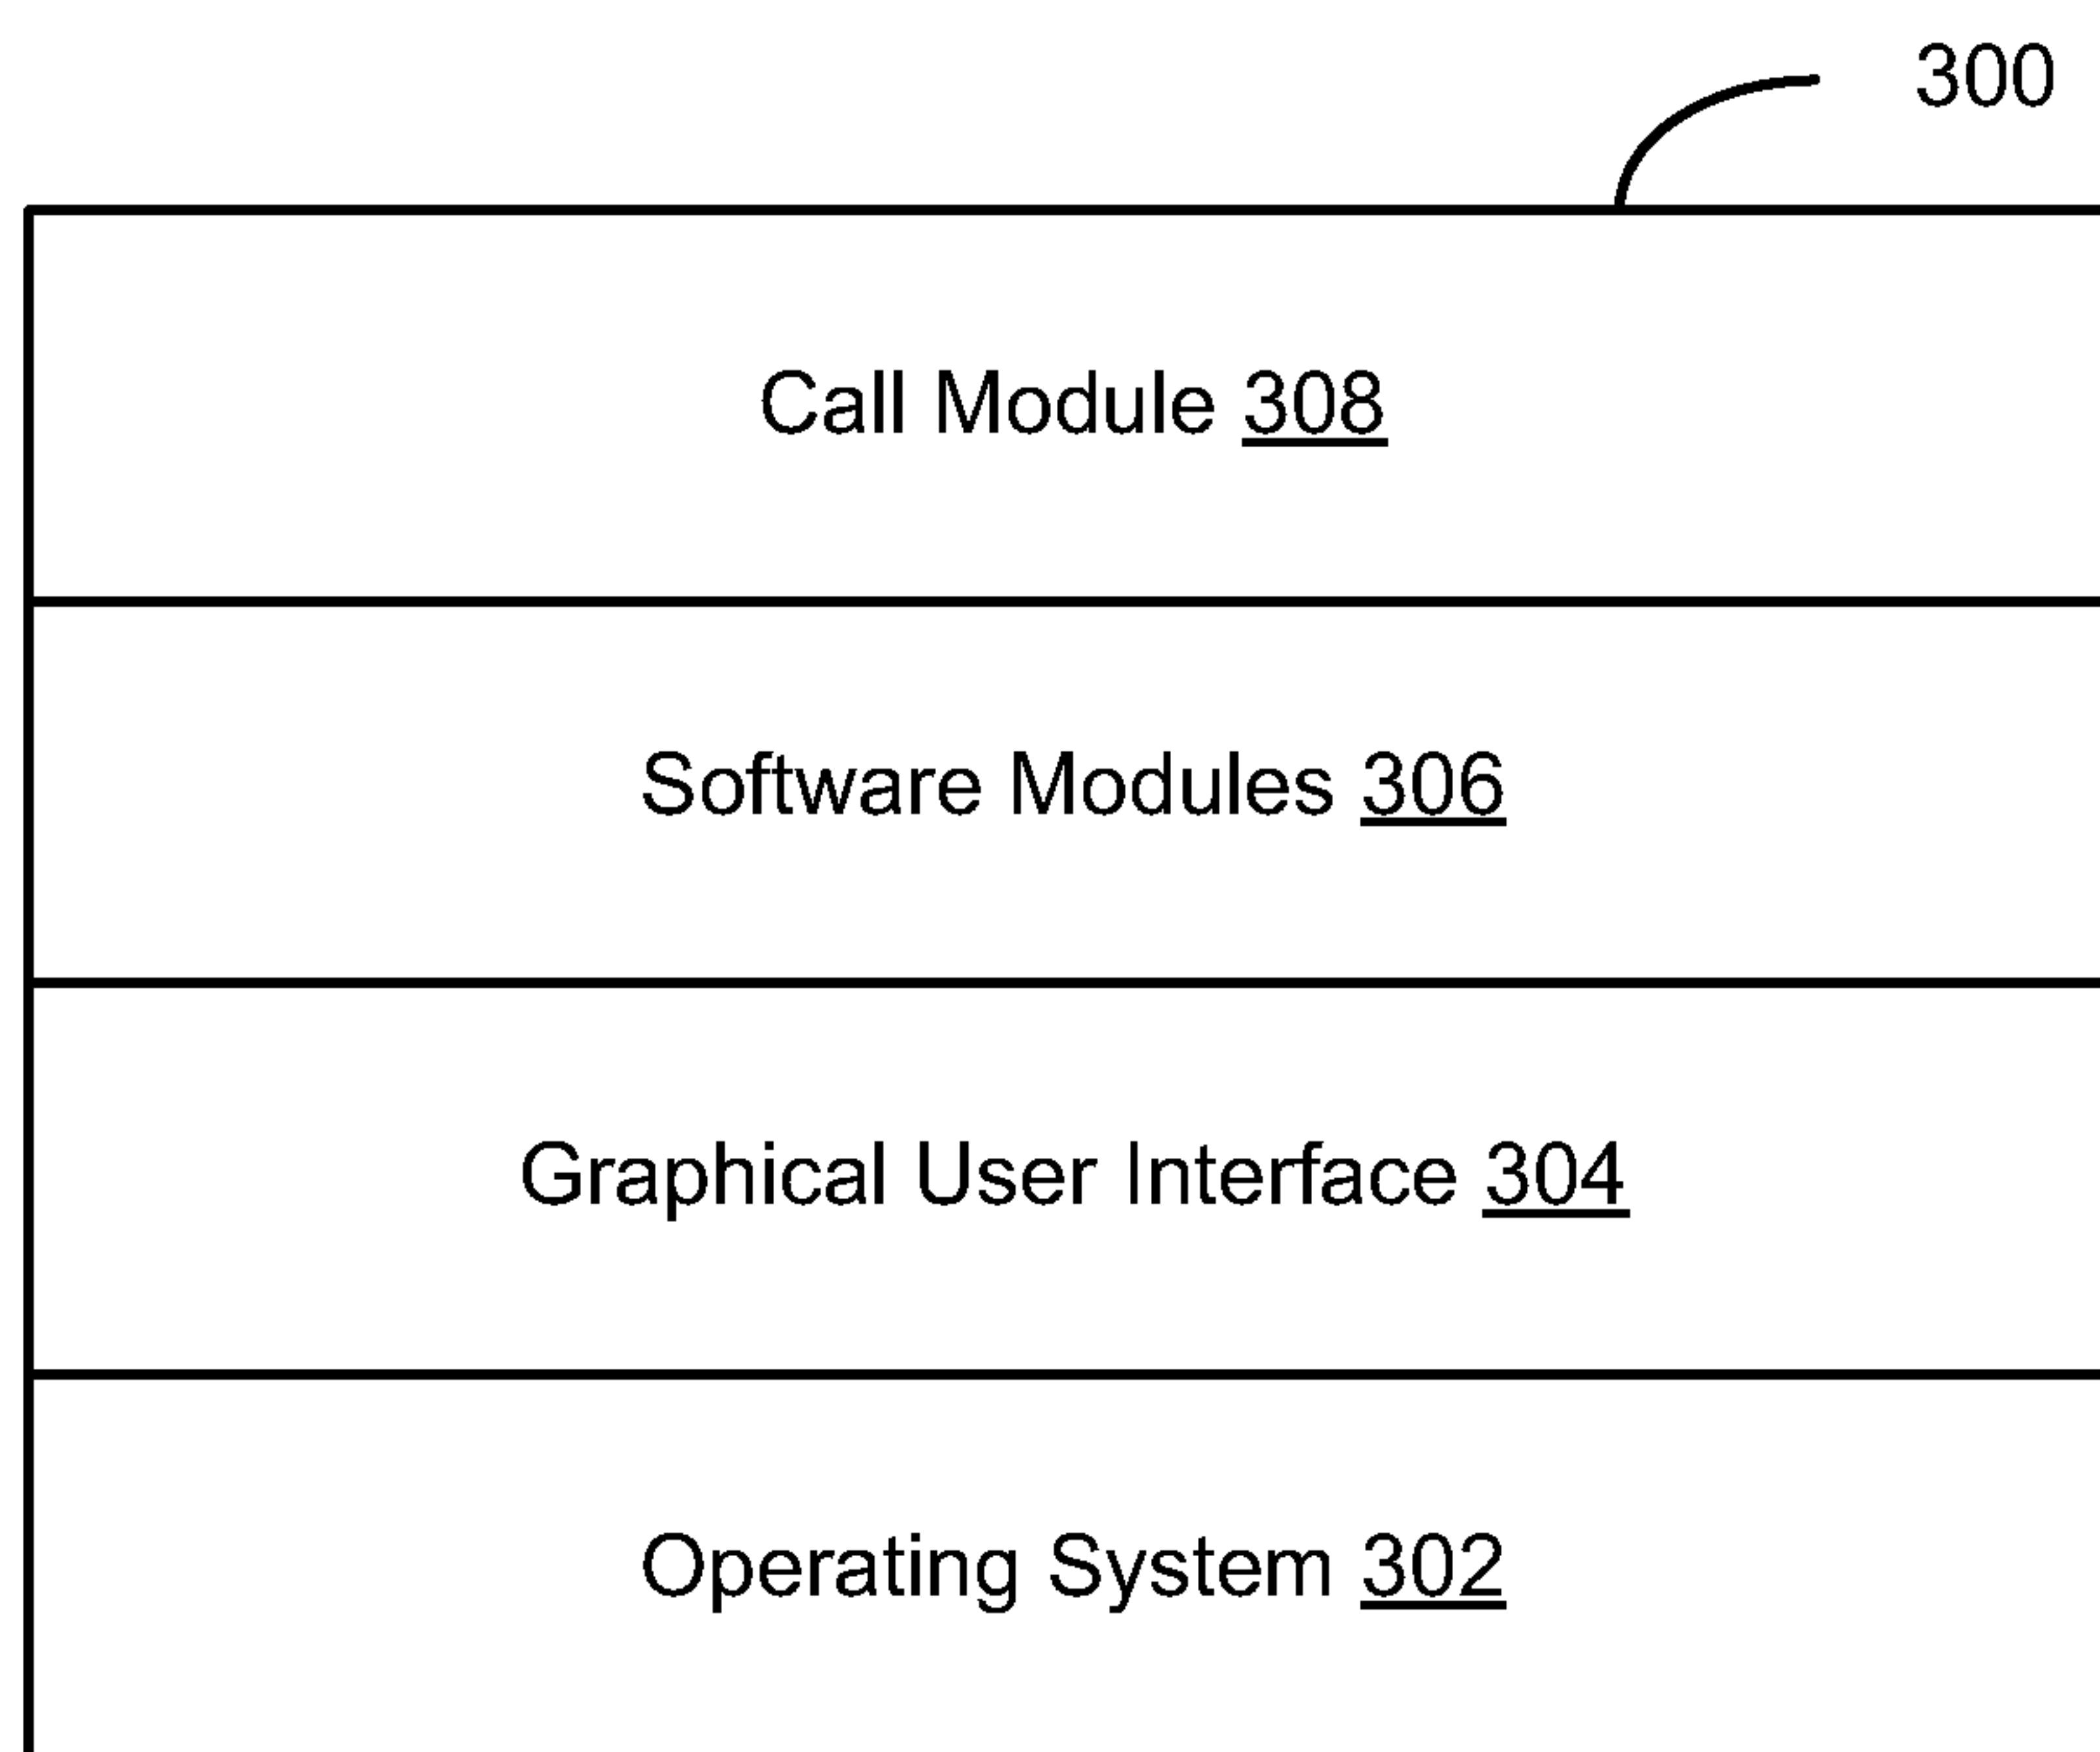 300
Call Module 308
Software Modules 306
Graphical User Interface 304
Operating System 302